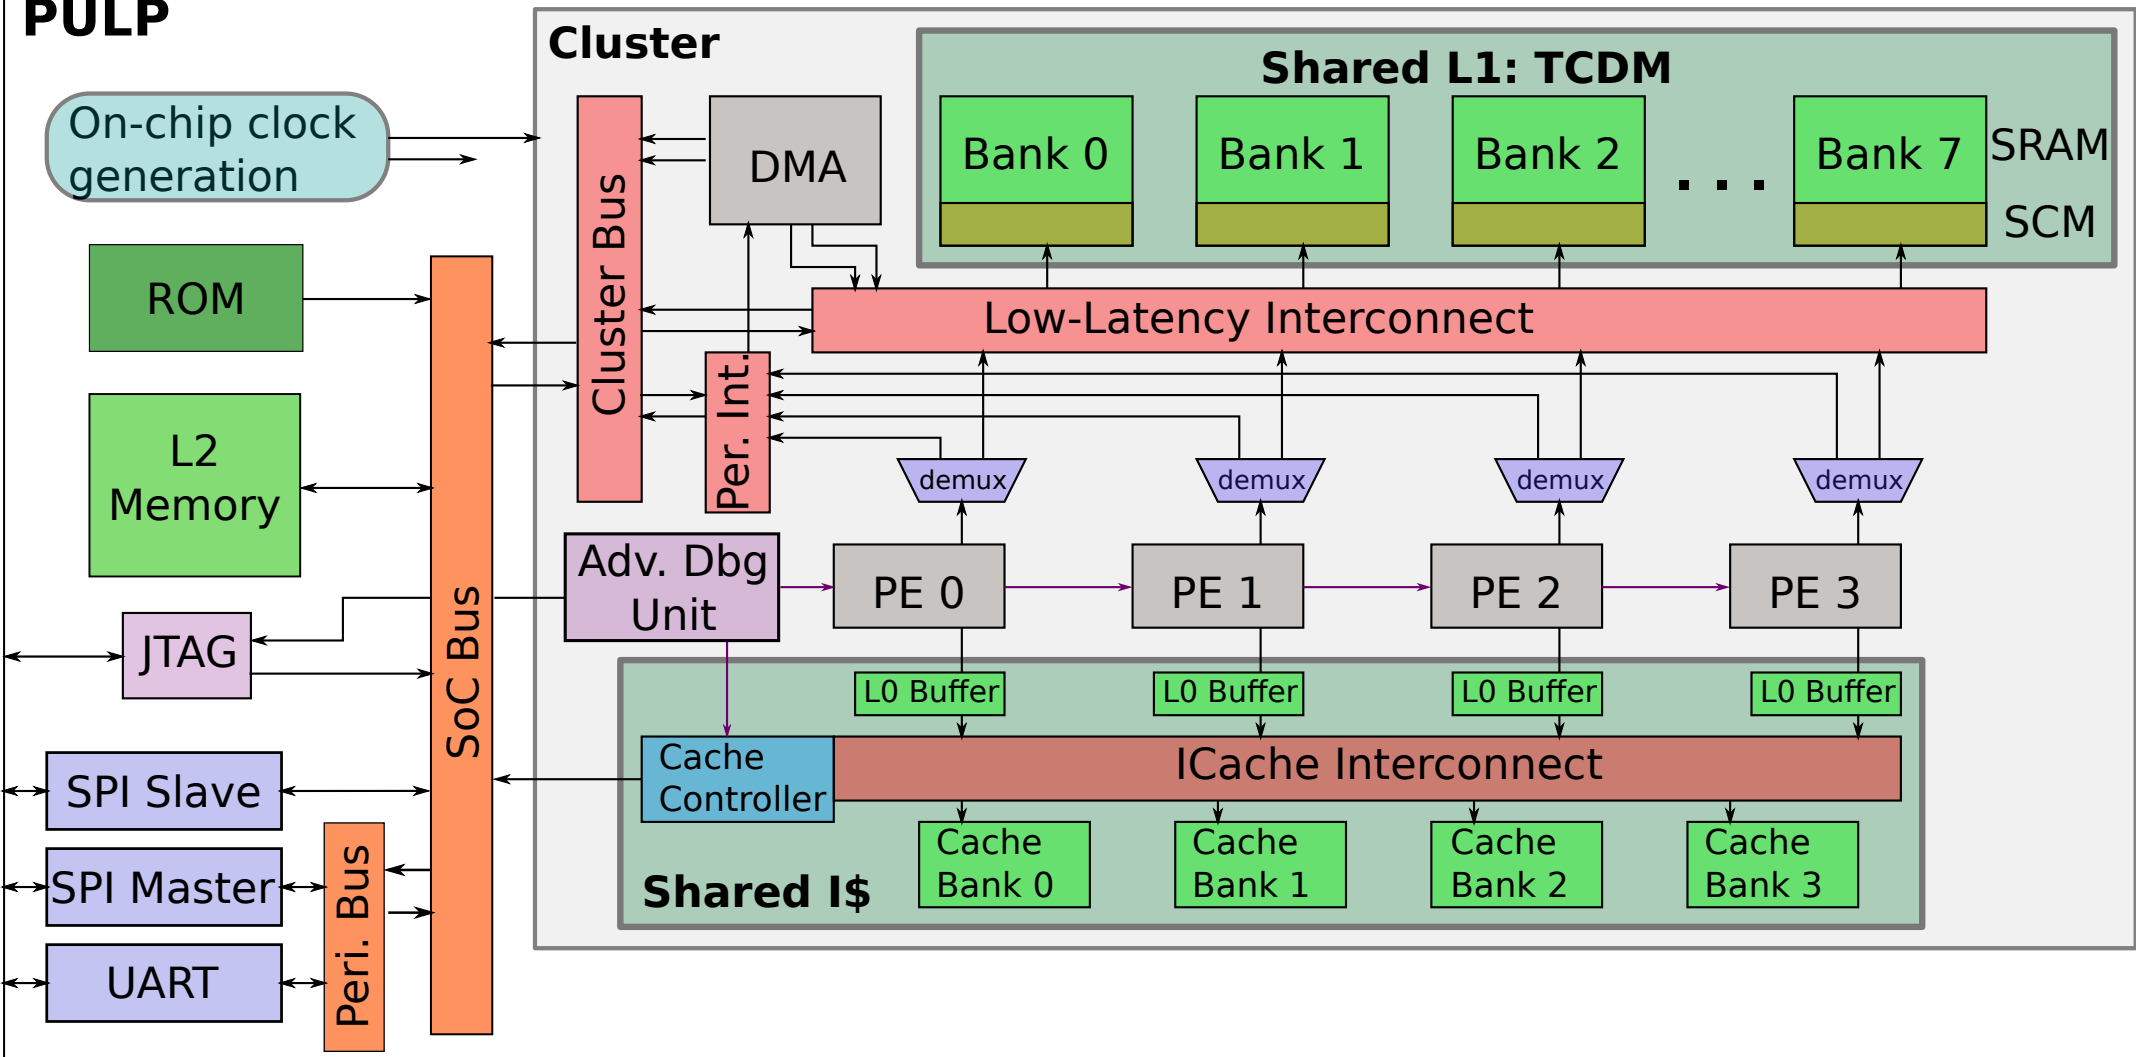 PULP
On-chip clock
generation
ROM
L2
Memory
JTAG
SPI Slave
SPI Master
UART
Peri. Bus
SoC Bus
Cluster
Cluster Bus
DMA
Per. Int.
Shared L1: TCDM
Bank 0
Bank 1
Bank 2
. . .
Bank 7
SRAM
SCM
Low-Latency Interconnect
demux
demux
demux
demux
Adv. Dbg
Unit
PE 0
PE 1
PE 2
PE 3
L0 Buffer
L0 Buffer
L0 Buffer
L0 Buffer
Cache
Controller
ICache Interconnect
Shared I$
Cache
Bank 0
Cache
Bank 1
Cache
Bank 2
Cache
Bank 3